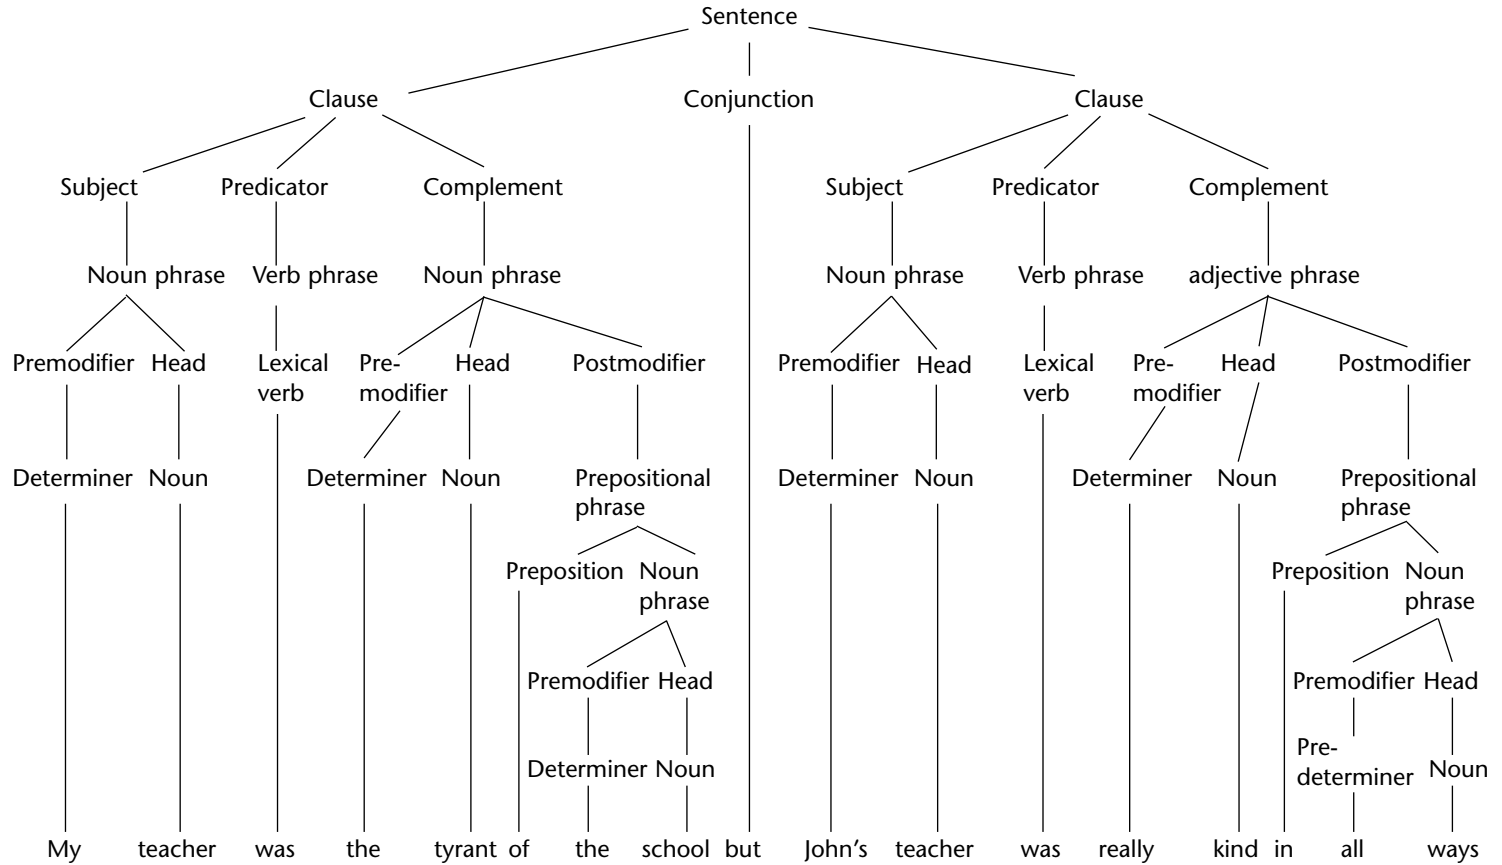 Sentence
Clause Conjunction Clause
Subject Predicator Complement Subject Predicator Complement
Noun phrase Verb phrase Noun phrase Noun phrase Verb phrase adjective phrase
Premodifier Head Lexical Pre- Head Postmodifier Premodifier Head Lexical Pre- Head Postmodifier
verb modifier verb modifier
Determiner Noun Determiner Noun Prepositional Determiner Noun Determiner Noun Prepositional
phrase phrase
Preposition Noun Preposition Noun
phrase phrase
Premodifier Head Premodifier Head
Pre-
Determiner Noun determiner Noun
My teacher was the tyrant of the school but John's teacher was really kind in all ways